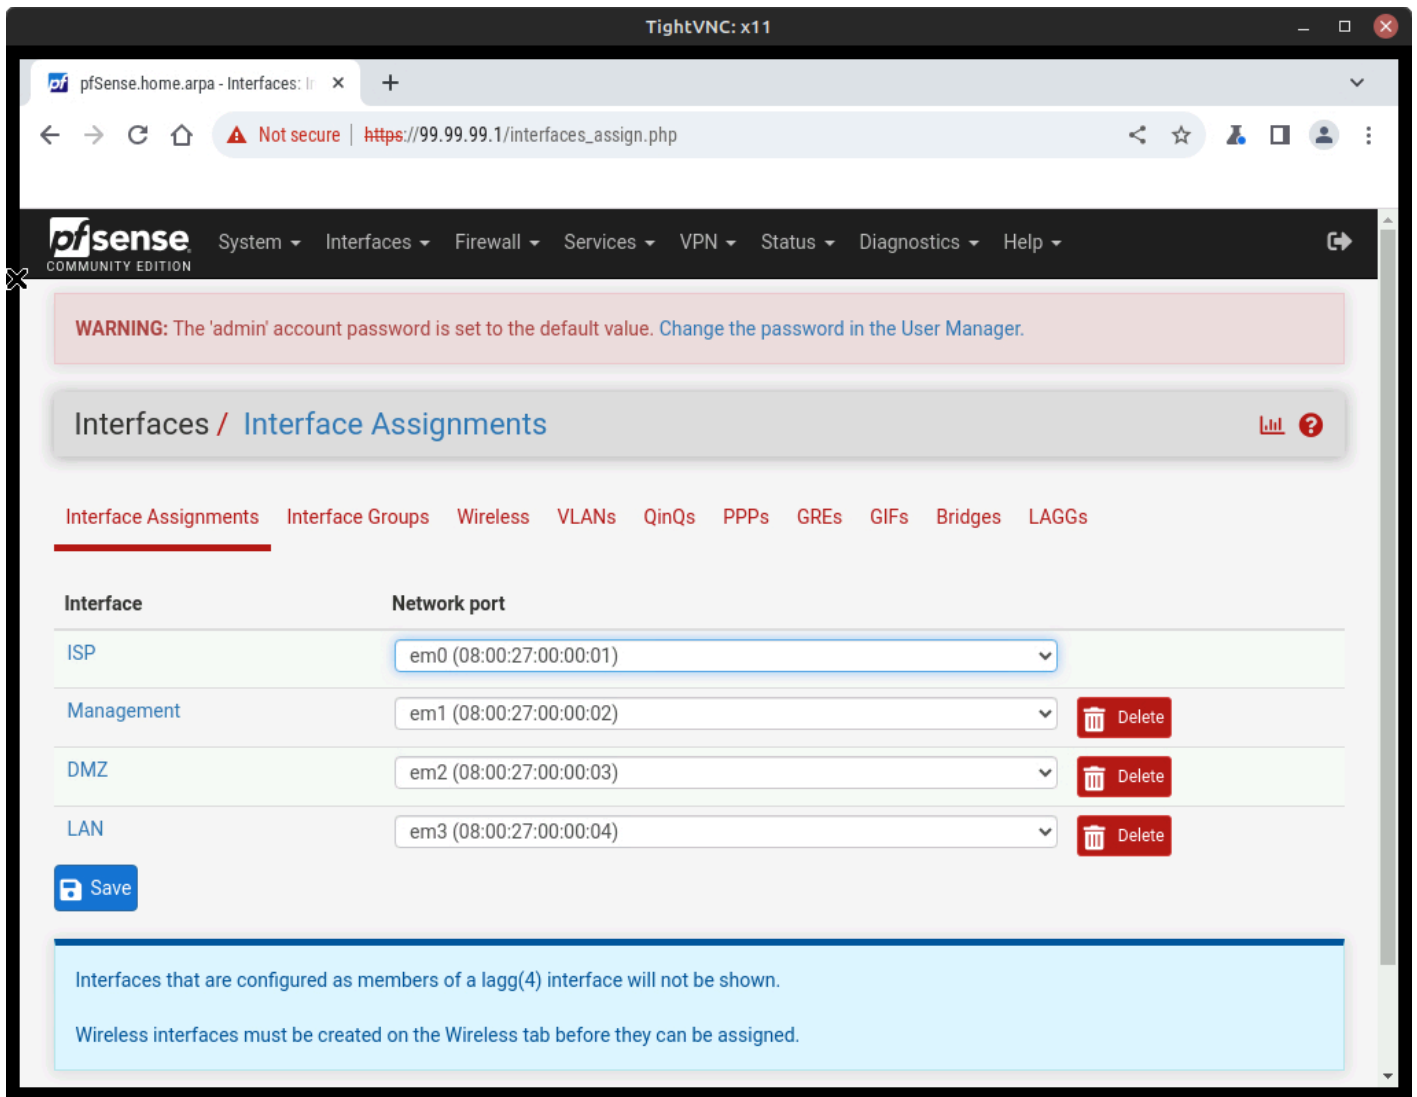 TightVNC: x11
pfSense.home.arpa - Interfaces:
Not secure | https://99.99.99.1/interfaces_assign.php
pfsense
COMMUNITY EDITION
System Interfaces Firewall Services VPN Status Diagnostics Help
WARNING: The 'admin' account password is set to the default value. Change the password in the User Manager.
Interfaces / Interface Assignments
Interface Assignments Interface Groups Wireless VLANs QinQs PPPs GREs GIFs Bridges LAGGs
Interface Network port
ISP em0 (08:00:27:00:00:01)
Management em1 (08:00:27:00:00:02) Delete
DMZ em2 (08:00:27:00:00:03) Delete
LAN em3 (08:00:27:00:00:04) Delete
Save
Interfaces that are configured as members of a lagg(4) interface will not be shown.
Wireless interfaces must be created on the Wireless tab before they can be assigned.